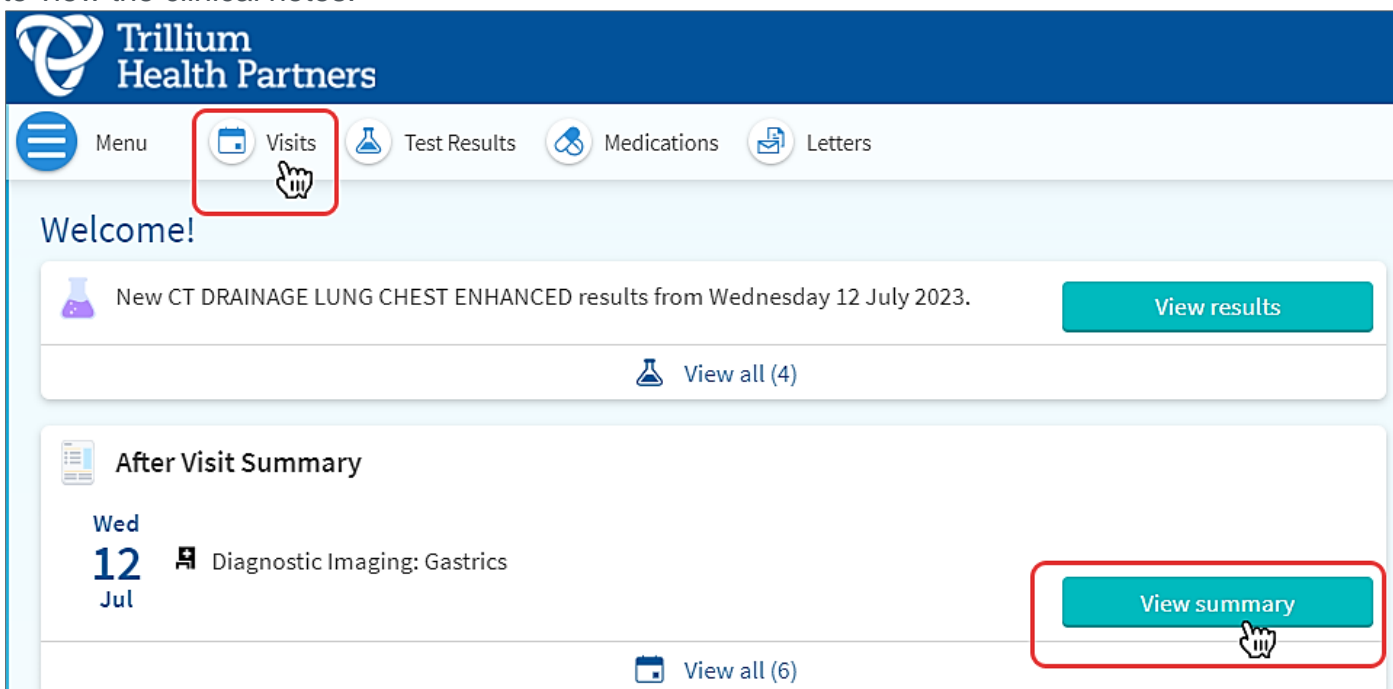 Trillium
Health Partners
Menu Visits Test Results Medications Letters
Welcome!
New CT DRAINAGE LUNG CHEST ENHANCED results from Wednesday 12 July 2023.
View results
View all (4)
After Visit Summary
Wed
12
Jul
Diagnostic Imaging: Gastrics
View summary
View all (6)